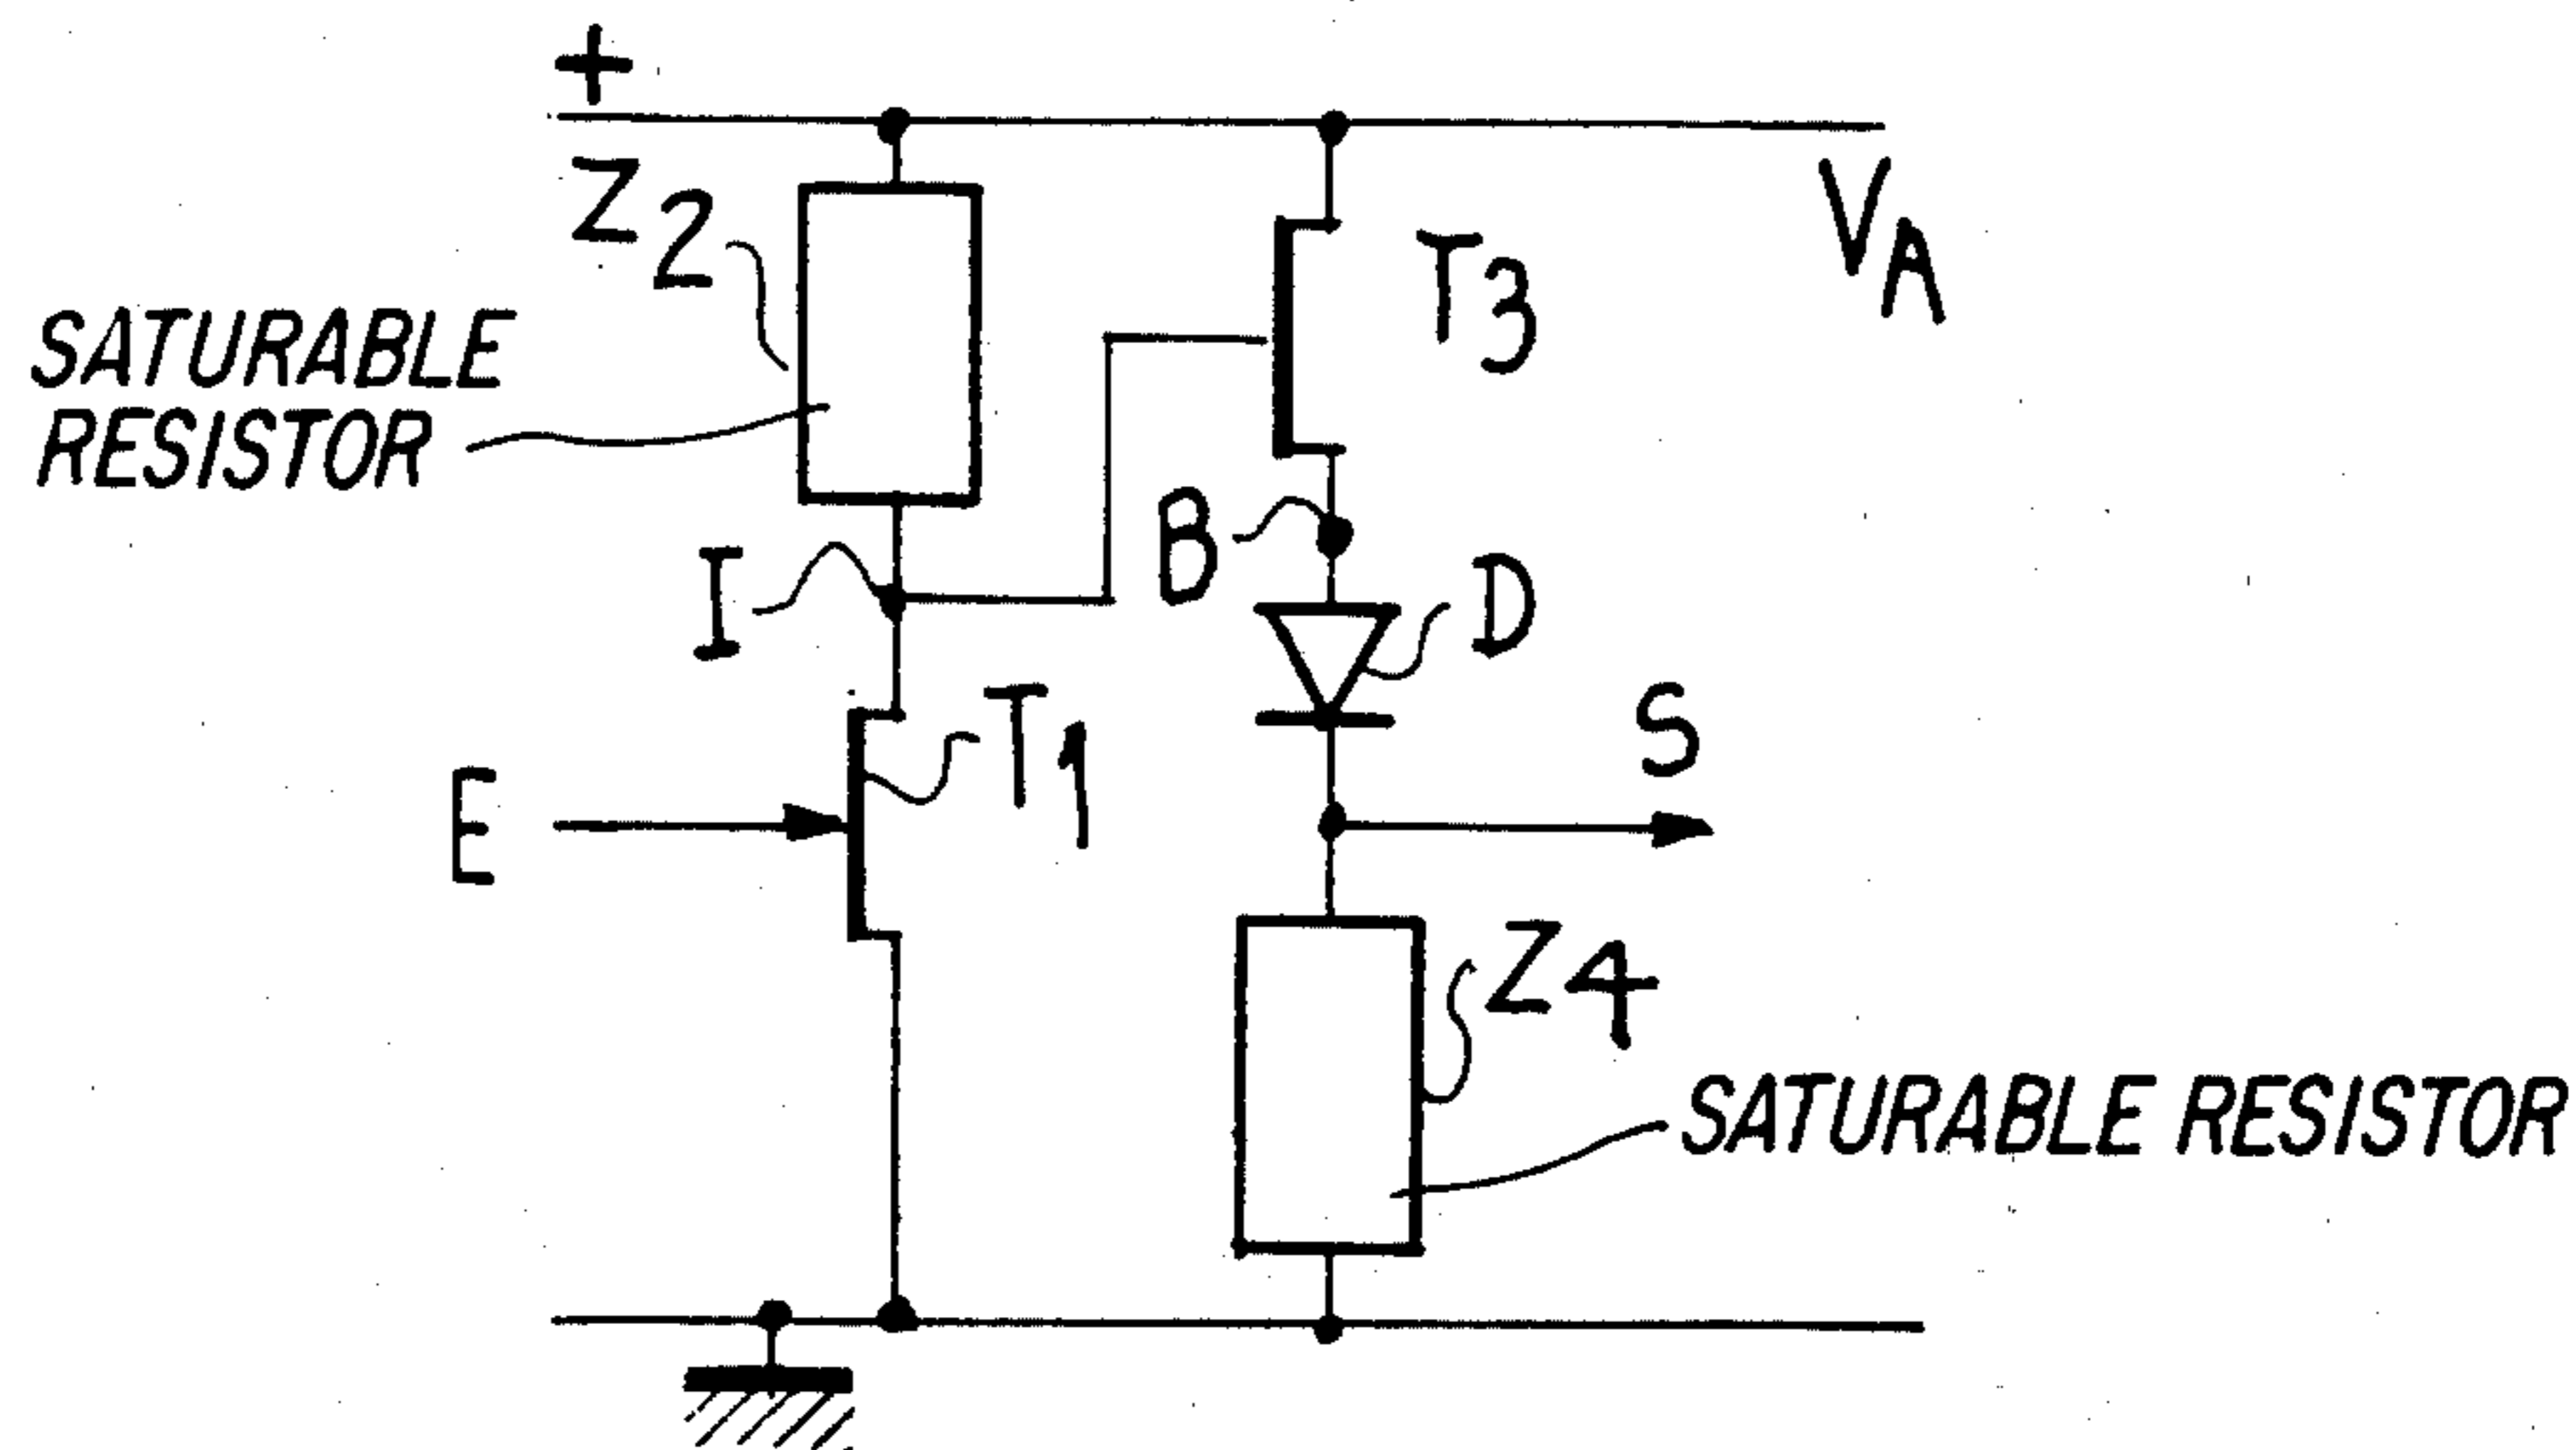 +
Z2
VA
T3
SATURABLE
RESISTOR
B
I
D
T1
S
E
Z4
SATURABLE RESISTOR